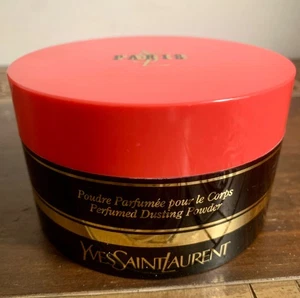 PARIS
Poudre Parfumée pour le Corps
Perfumed Dusting Powder
YVESSAINTLAURENT